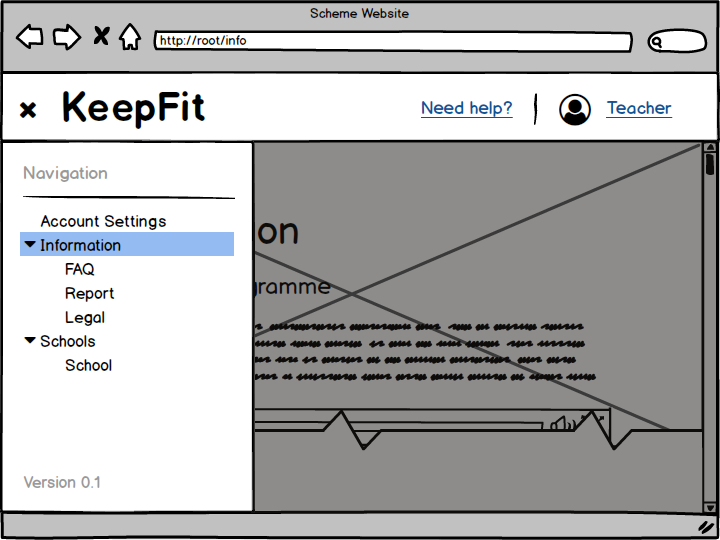 Scheme Website
http://root/info
KeepFit
Need help?
Teacher
Navigation
Account Settings
Information
FAQ
Report
Legal
Schools
School
Version 0.1
on
gramme